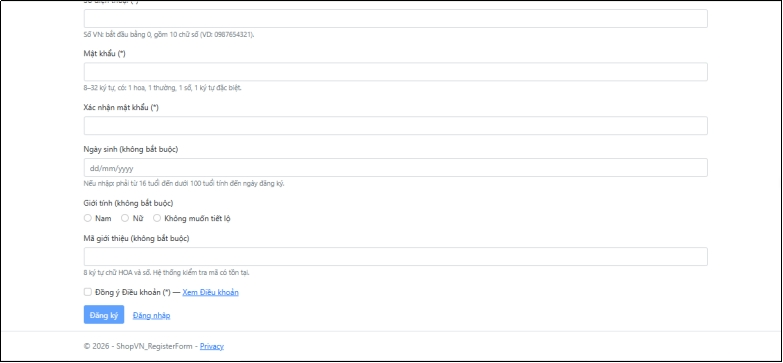 Số VN: bắt đầu bằng 0, gồm 10 chữ số (VD: 0987654321).
Mật khẩu (*)
8–32 ký tự, có: 1 hoa, 1 thường, 1 số, 1 ký tự đặc biệt.
Xác nhận mật khẩu (*)
Ngày sinh (không bắt buộc)
dd/mm/yyyy
Nếu nhập: phải từ 16 tuổi đến dưới 100 tuổi tính đến ngày đăng ký.
Giới tính (không bắt buộc)
Nam Nữ Không muốn tiết lộ
Mã giới thiệu (không bắt buộc)
8 ký tự chữ HOA và số. Hệ thống kiểm tra mã có tồn tại.
Đồng ý Điều khoản (*) — Xem Điều khoản
Đăng ký Đăng nhập
© 2026 - ShopVN_RegisterForm - Privacy